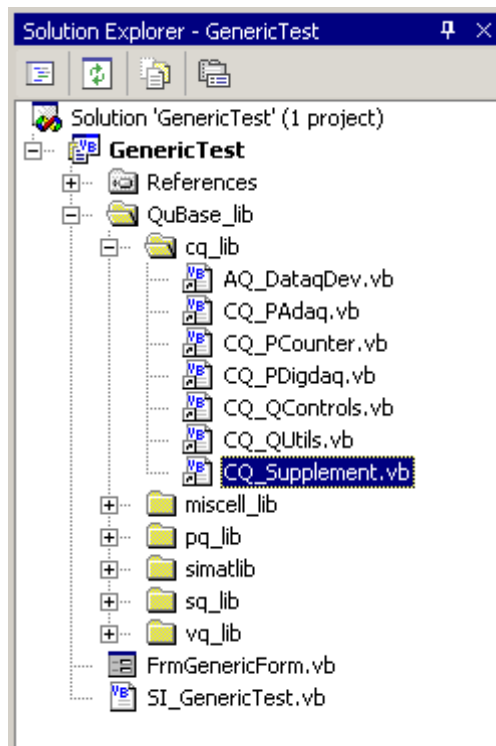 Solution Explorer - GenericTest
Solution 'GenericTest' (1 project)
GenericTest
References
QuBase_lib
cq_lib
AQ_DataqDev.vb
CQ_PAdaq.vb
CQ_PCounter.vb
CQ_PDigdaq.vb
CQ_QControls.vb
CQ_QUtils.vb
CQ_Supplement.vb
miscell_lib
pq_lib
simatlib
sq_lib
vq_lib
FrmGenericForm.vb
SI_GenericTest.vb